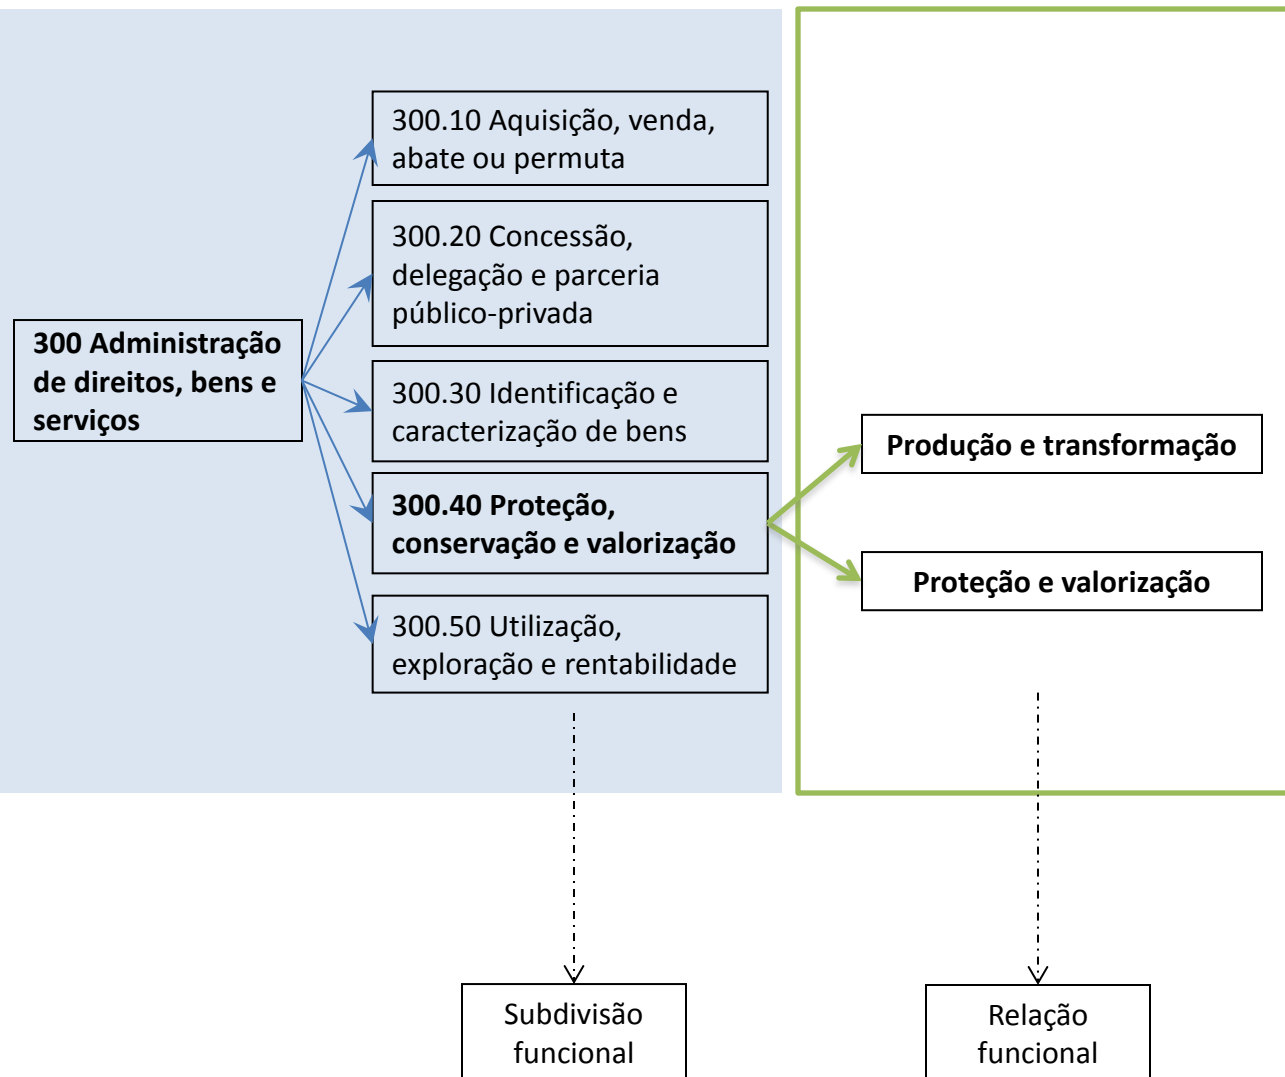 300.10 Aquisição, venda,
abate ou permuta
300.20 Concessão,
delegação e parceria
público-privada
300 Administração
de direitos, bens e
serviços
300.30 Identificação e
caracterização de bens
300.40 Proteção,
conservação e valorização
300.50 Utilização,
exploração e rentabilidade
Produção e transformação
Proteção e valorização
Subdivisão
funcional
Relação
funcional